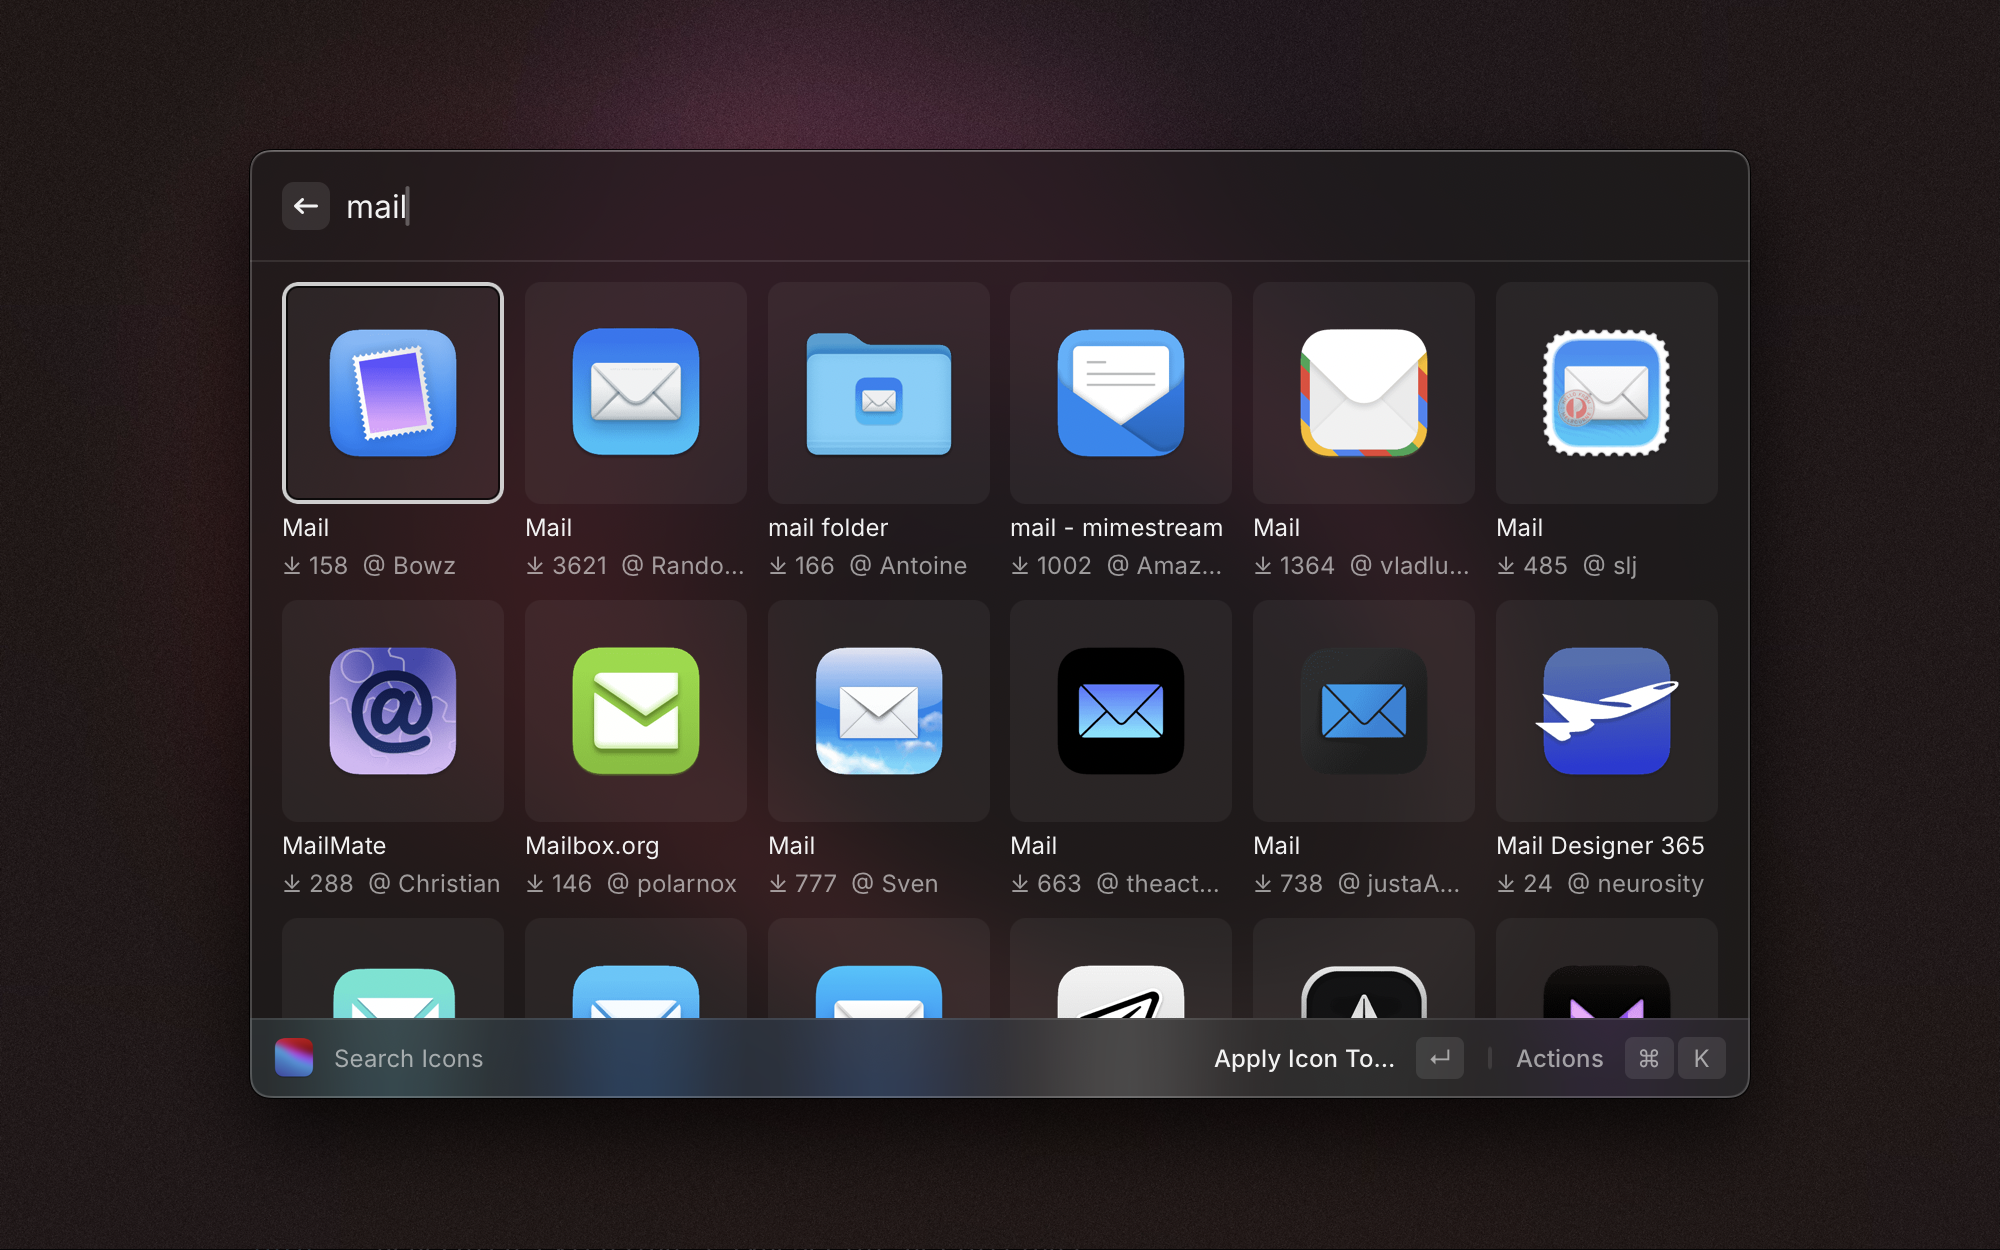 mail
Mail
158 @ Bowz
Mail
3621 @ Rando...
mail folder
166 @ Antoine
mail - mimestream
1002 @ Amaz...
Mail
1364 @ vladlu...
Mail
485 @ slj
MailMate
288 @ Christian
Mailbox.org
146 @ polarnox
Mail
777 @ Sven
Mail
663 @ theact...
Mail
738 @ justaA...
Mail Designer 365
24 @ neurosity
Search Icons
Apply Icon To...
Actions ⌘ K